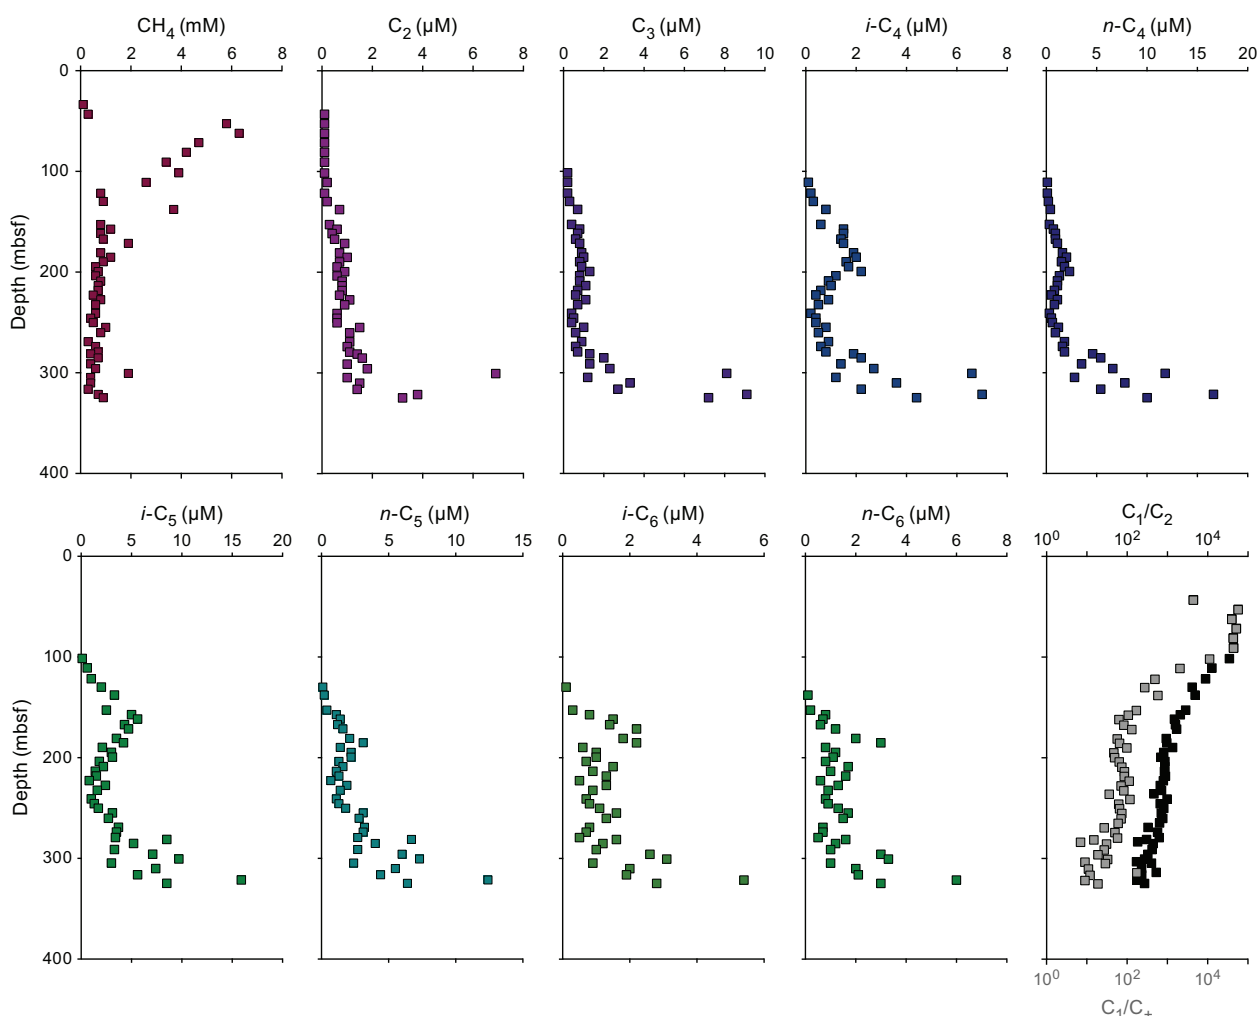 CH4 (mM) C2 (µM) C3 (µM) i-C4 (µM) n-C4 (µM)
0 2 4 6 8 0 2 4 6 8 0 2 4 6 8 10 0 2 4 6 8 0 5 10 15 20
0
100
200
300
400
Depth (mbsf)
i-C5 (µM) n-C5 (µM) i-C6 (µM) n-C6 (µM) C1/C2
0 5 10 15 20 0 5 10 15 0 2 4 6 0 2 4 6 8 10^0 10^2 10^4
0
100
200
300
400
Depth (mbsf)
10^0 10^2 10^4
C1/C+